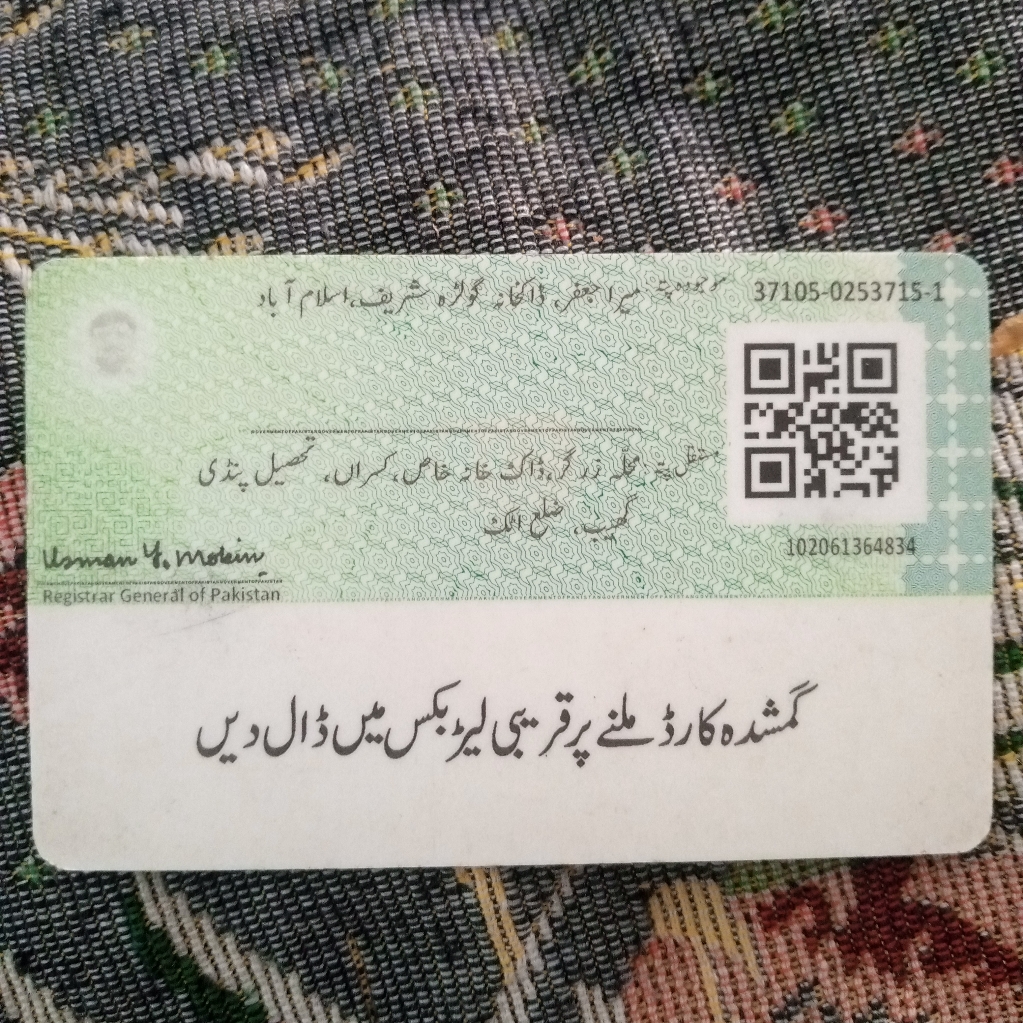 موجودہ پتہ: میرا جعفر، ڈاکخانہ گولڑہ شریف، اسلام آباد
37105-0253715-1
مستقل پتہ: محلہ زرگر، ڈاک خانہ خاص، کسراں، تحصیل پنڈی
گھیب، ضلع اٹک
102061364834
Usman Y. Mobin
Registrar General of Pakistan
گمشدہ کارڈ ملنے پر قریبی لیٹر بکس میں ڈال دیں